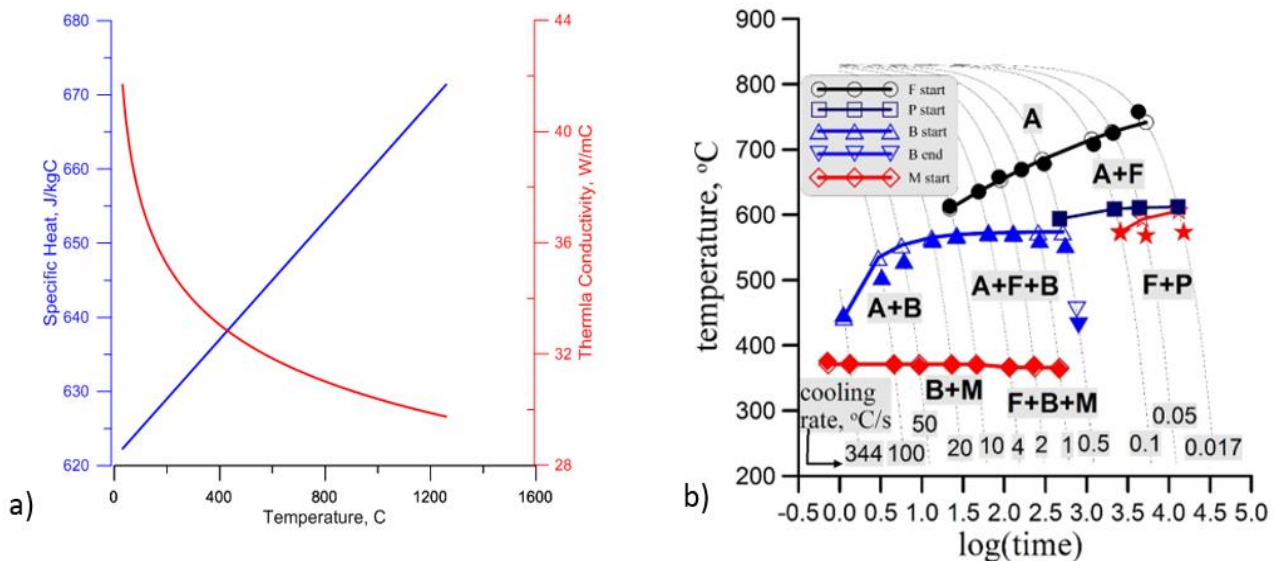 680
670
660
650
640
630
620
Specific Heat, J/kgC
44
40
36
32
28
Thermla Conductivity, W/mC
0
400
800
1200
1600
Temperature, C
a)
900
800
700
600
500
400
300
200
temperature, °C
F start
P start
B start
B end
M start
A
A+F
A+B
A+F+B
F+P
B+M
F+B+M
cooling
rate, °C/s
344
100
50
20
10
4
2
1
0.5
0.1
0.05
0.017
-0.5 0.0 0.5 1.0 1.5 2.0 2.5 3.0 3.5 4.0 4.5 5.0
log(time)
b)